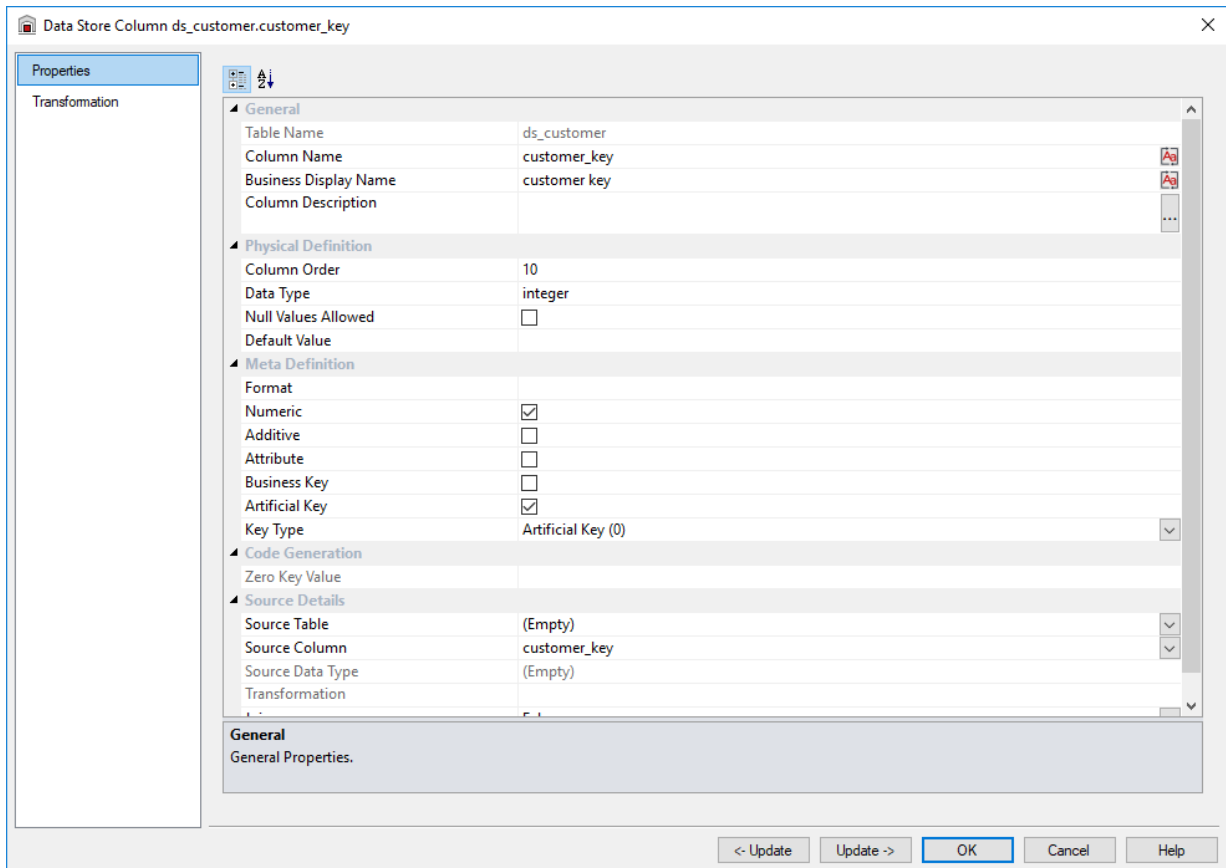 Data Store Column ds_customer.customer_key
Properties
Transformation
General
Table Name ds_customer
Column Name customer_key
Business Display Name customer key
Column Description
...
Physical Definition
Column Order 10
Data Type integer
Null Values Allowed
Default Value
Meta Definition
Format
Numeric
Additive
Attribute
Business Key
Artificial Key
Key Type Artificial Key (0)
Code Generation
Zero Key Value
Source Details
Source Table (Empty)
Source Column customer_key
Source Data Type (Empty)
Transformation
General
General Properties.
<- Update Update -> OK Cancel Help